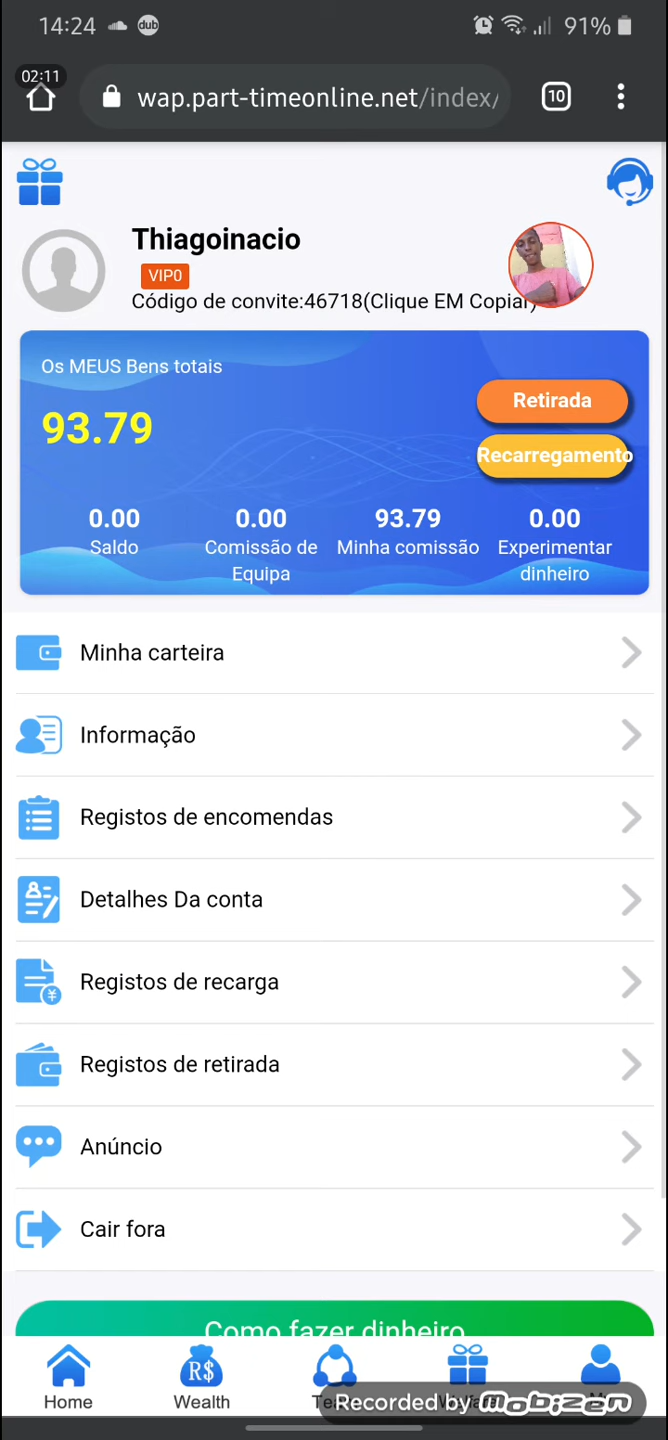 14:24 dub 91%
02:11
wap.part-timeonline.net/index/
10
Thiagoinacio
VIP0
Código de convite:46718(Clique EM Copiar)
Os MEUS Bens totais
93.79
Retirada
Recarregamento
0.00 0.00 93.79 0.00
Saldo Comissão de Equipa Minha comissão Experimentar dinheiro
Minha carteira
Informação
Registos de encomendas
Detalhes Da conta
Registos de recarga
¥
Registos de retirada
Anúncio
Cair fora
Como fazer dinheiro
R$
Home Wealth
Recorded by Mobizen